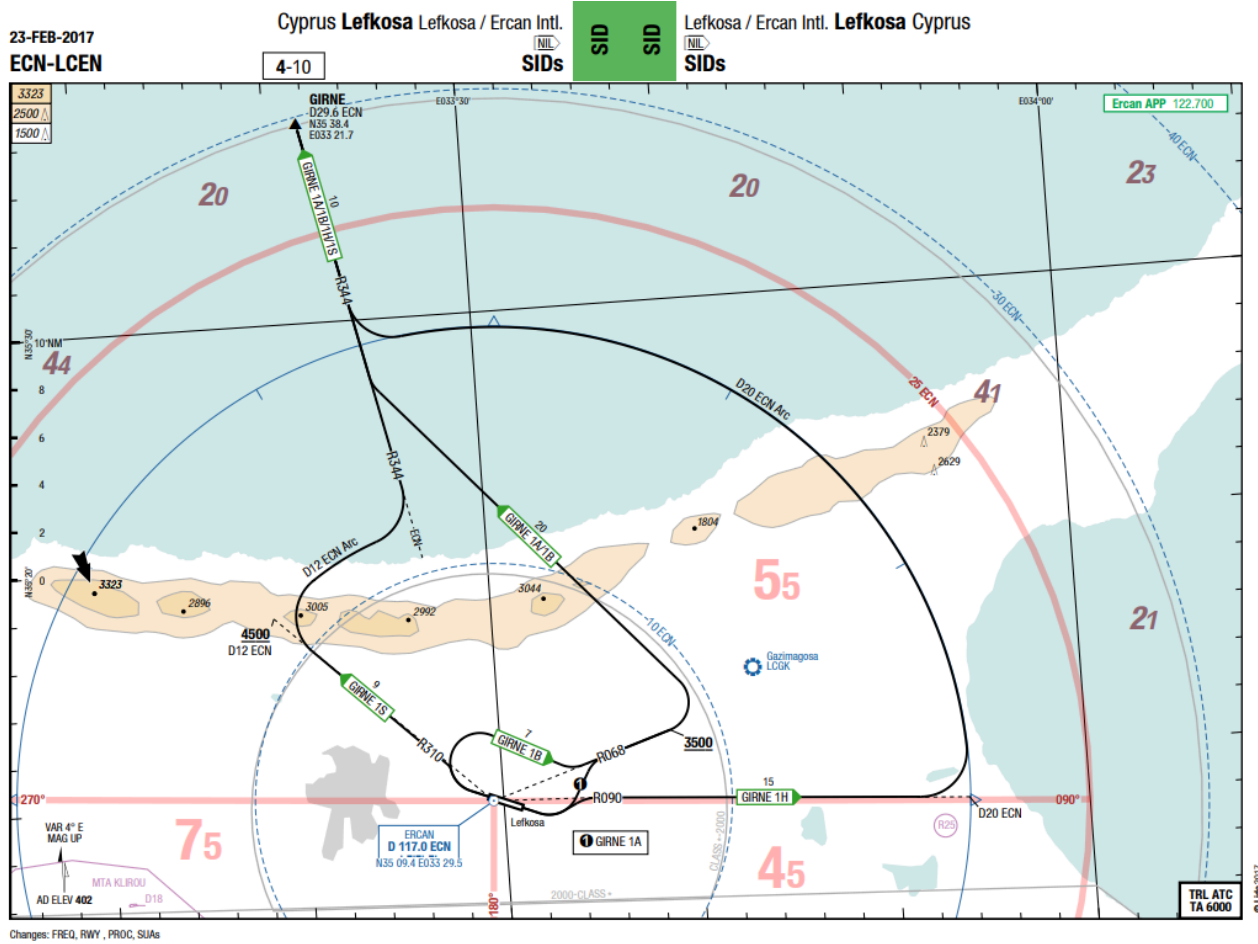 23-FEB-2017
ECN-LCEN
4-10
Cyprus Lefkosa Lefkosa / Ercan Intl.
NIL
SIDs
SID
SID
Lefkosa / Ercan Intl. Lefkosa Cyprus
NIL
SIDs
3323
2500
1500
GIRNE
D29.6 ECN
N35 38.4
E033 21.7
E033°30'
E034°00'
Ercan APP 122.700
-40 ECN-
20
20
23
GIRNE 1A/1B/1H/1S
10
R344
-30 ECN-
N35°30'
10 NM
44
8
6
4
2
0
N35°20'
D20 ECN Arc
25 ECN
41
2379
2629
R344
-ECN-
20
GIRNE 1A/1B
1804
D12 ECN Arc
55
3323
2896
3005
2992
3044
21
4500
D12 ECN
-10 ECN-
Gazimagosa
LCGK
9
GIRNE 1S
R310
7
GIRNE 1B
R068
3500
1
R090
15
GIRNE 1H
270°
090°
D20 ECN
Lefkosa
R25
ERCAN
D 117.0 ECN
N35 09.4 E033 29.5
1 GIRNE 1A
CLASS+-2000
VAR 4° E
MAG UP
75
45
MTA KLIROU
D18
AD ELEV 402
180°
2000-CLASS+
TRL ATC
TA 6000
Changes: FREQ, RWY , PROC, SUAs